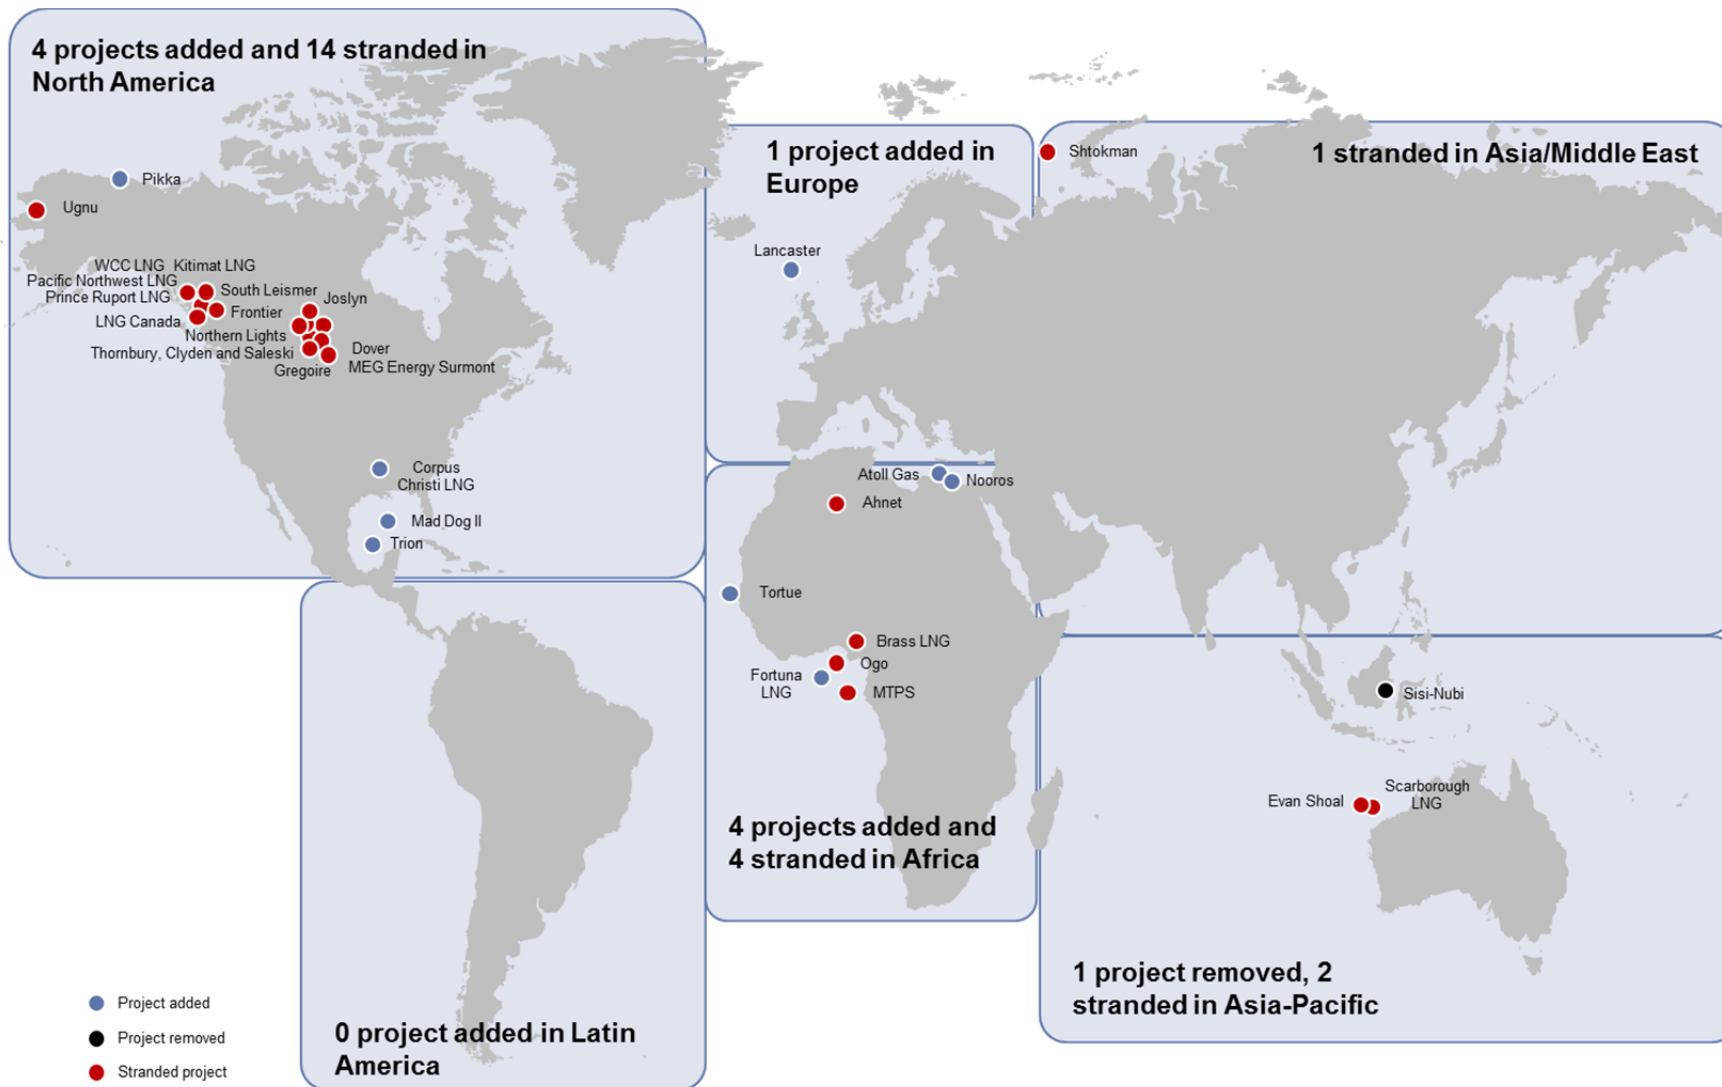 4 projects added and 14 stranded in
North America
1 project added in
Europe
1 stranded in Asia/Middle East
Shtokman
Pikka
Ugnu
Lancaster
WCC LNG Kitimat LNG
Pacific Northwest LNG
Prince Ruport LNG
South Leismer
Joslyn
Frontier
LNG Canada
Northern Lights
Thornbury, Clyden and Saleski
Dover
Gregoire
MEG Energy Surmont
Corpus
Christi LNG
Mad Dog II
Trion
Atoll Gas
Nooros
Ahnet
Tortue
Brass LNG
Ogo
Fortuna
LNG
MTPS
Sisi-Nubi
Evan Shoal
Scarborough
LNG
4 projects added and
4 stranded in Africa
1 project removed, 2
stranded in Asia-Pacific
0 project added in Latin
America
Project added
Project removed
Stranded project